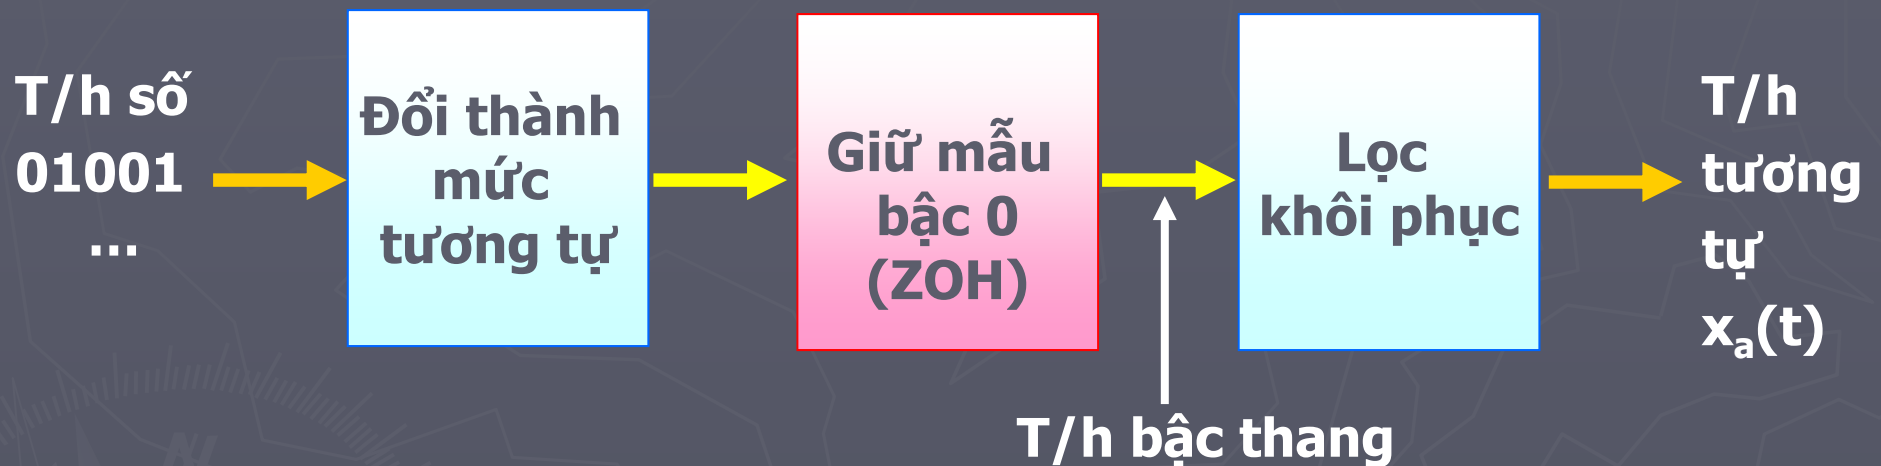 T/h số
01001
...
Đổi thành
mức
tương tự
Giữ mẫu
bậc 0
(ZOH)
Lọc
khôi phục
T/h
tương
tự
xₐ(t)
T/h bậc thang
N